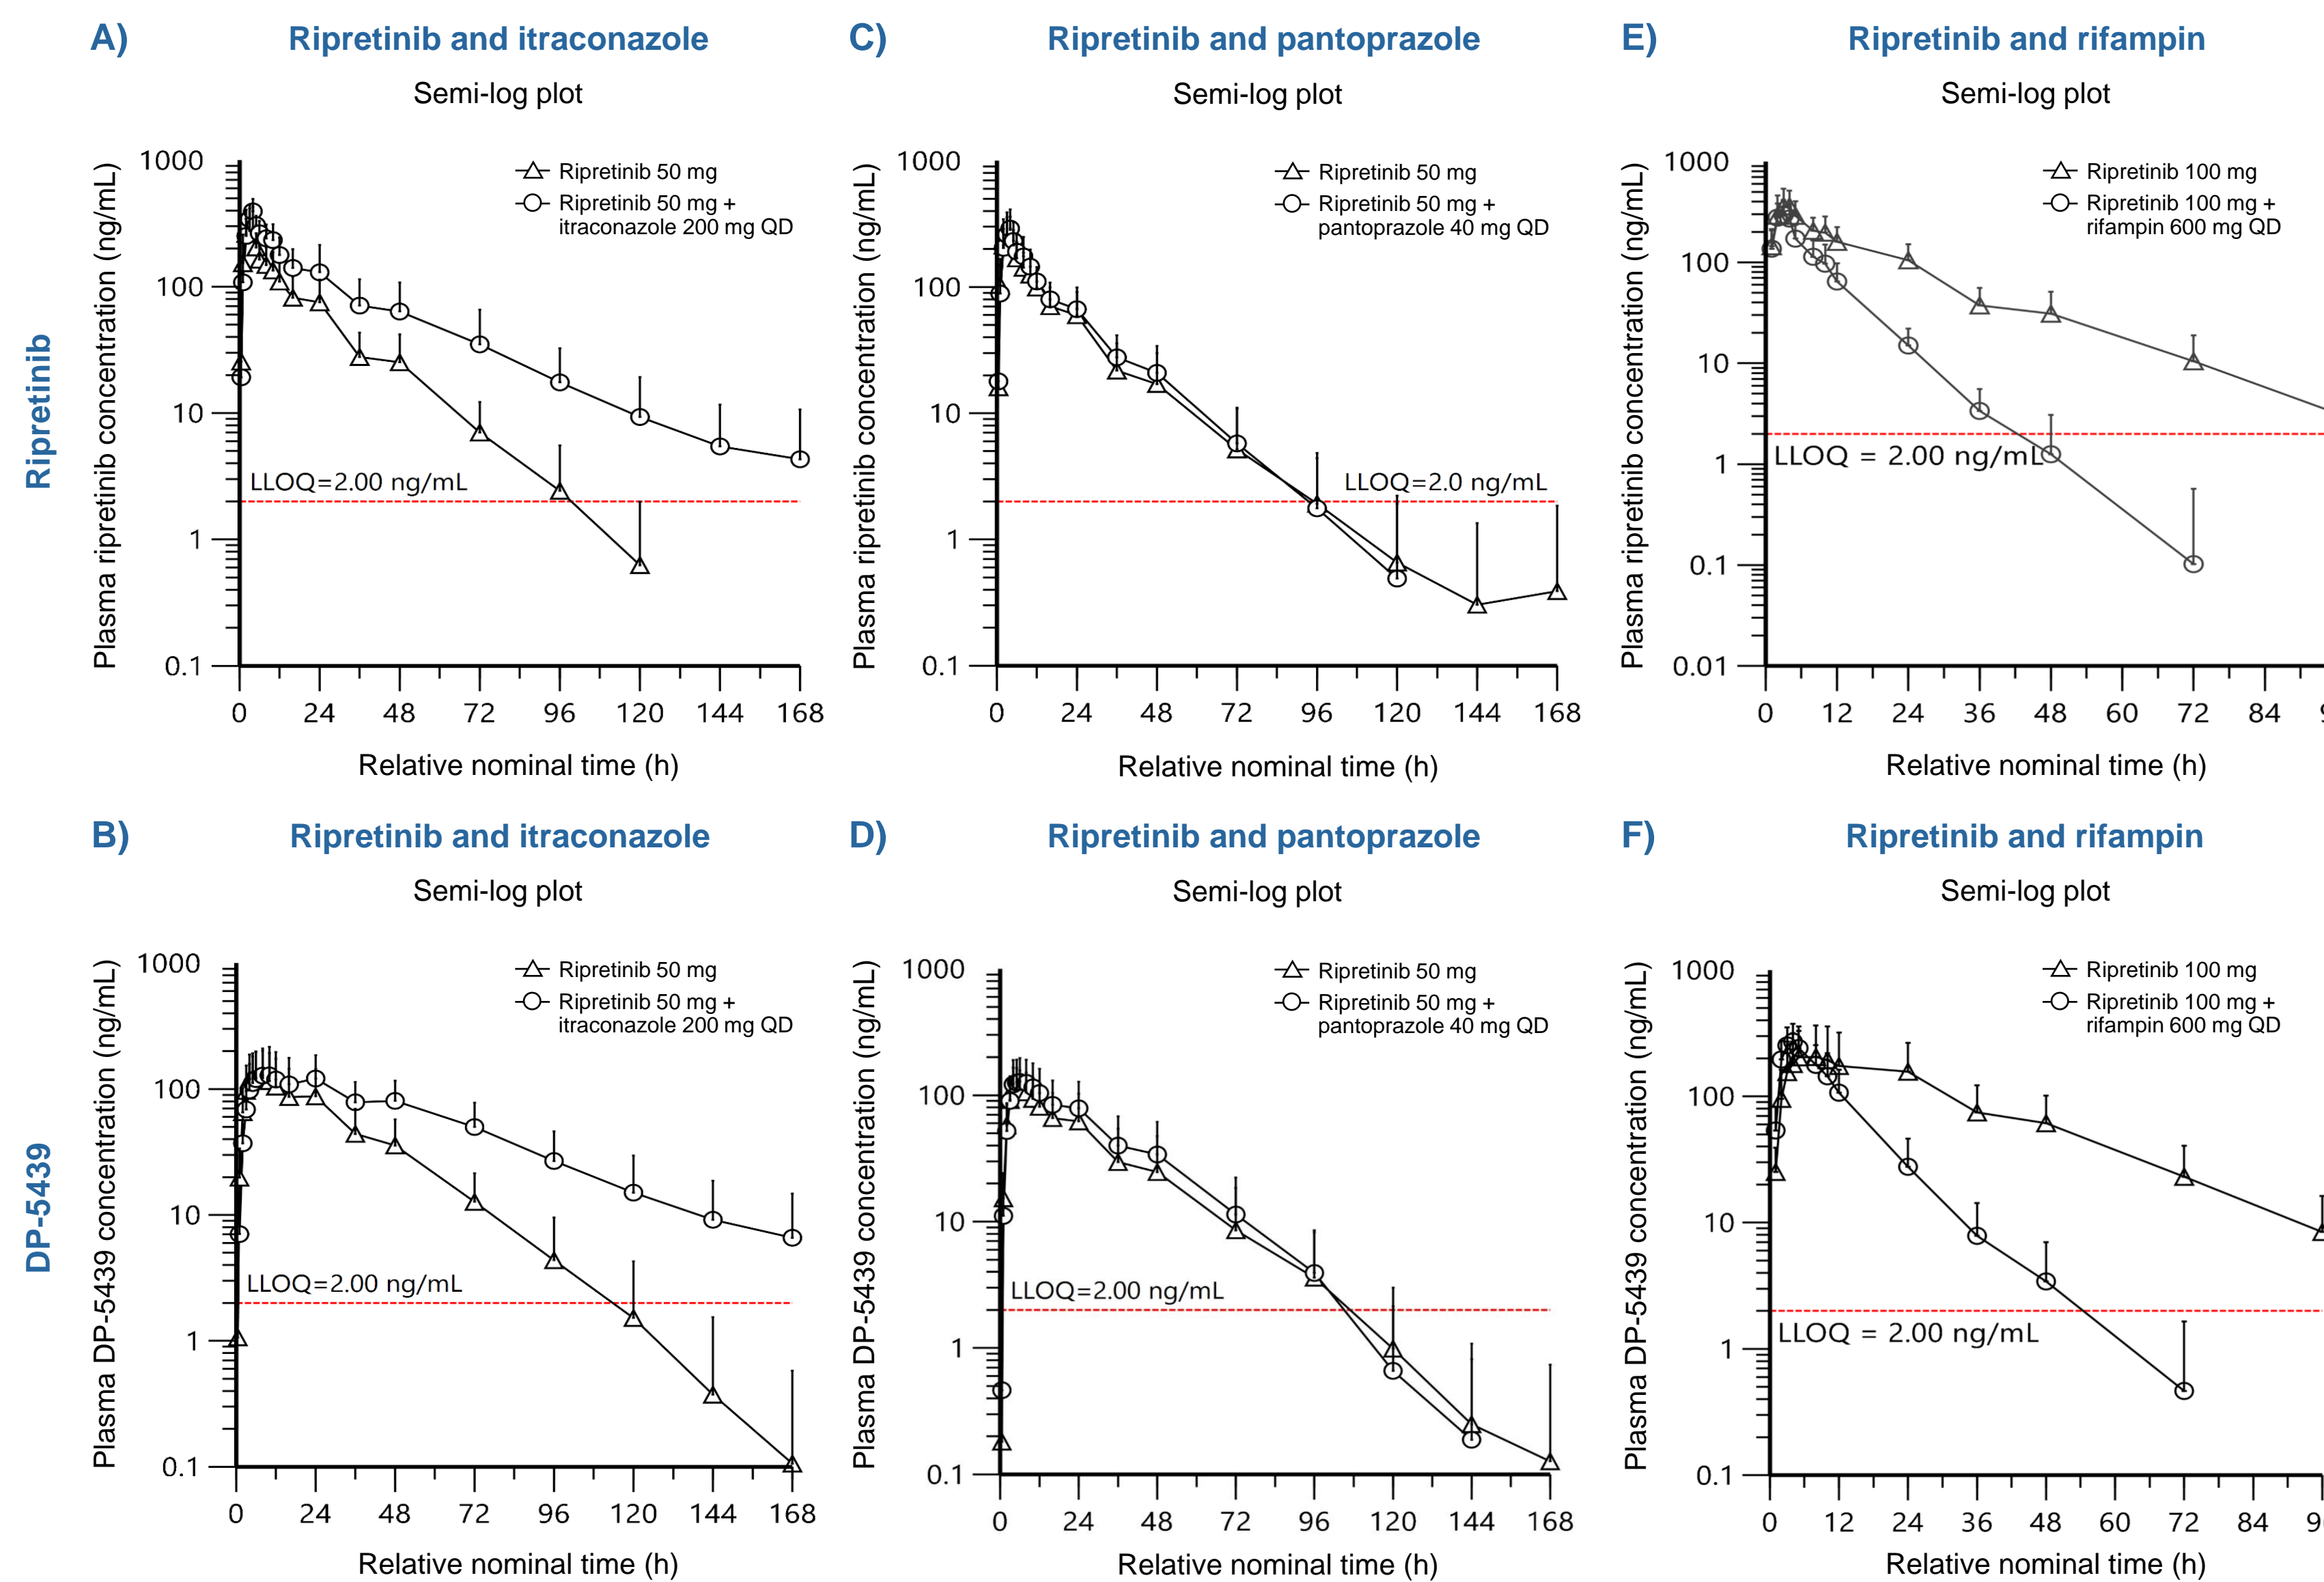 A)
Ripretinib and itraconazole
Semi-log plot
Ripretinib
Plasma ripretinib concentration (ng/mL)
1000
100
10
1
0.1
Ripretinib 50 mg
Ripretinib 50 mg +
itraconazole 200 mg QD
LLOQ=2.00 ng/mL
0 24 48 72 96 120 144 168
Relative nominal time (h)
C)
Ripretinib and pantoprazole
Semi-log plot
Plasma ripretinib concentration (ng/mL)
1000
100
10
1
0.1
Ripretinib 50 mg
Ripretinib 50 mg +
pantoprazole 40 mg QD
LLOQ=2.0 ng/mL
0 24 48 72 96 120 144 168
Relative nominal time (h)
E)
Ripretinib and rifampin
Semi-log plot
Plasma ripretinib concentration (ng/mL)
1000
100
10
1
0.1
0.01
Ripretinib 100 mg
Ripretinib 100 mg +
rifampin 600 mg QD
LLOQ = 2.00 ng/mL
0 12 24 36 48 60 72 84
Relative nominal time (h)
B)
Ripretinib and itraconazole
Semi-log plot
DP-5439
Plasma DP-5439 concentration (ng/mL)
1000
100
10
1
0.1
Ripretinib 50 mg
Ripretinib 50 mg +
itraconazole 200 mg QD
LLOQ=2.00 ng/mL
0 24 48 72 96 120 144 168
Relative nominal time (h)
D)
Ripretinib and pantoprazole
Semi-log plot
Plasma DP-5439 concentration (ng/mL)
1000
100
10
1
0.1
Ripretinib 50 mg
Ripretinib 50 mg +
pantoprazole 40 mg QD
LLOQ=2.00 ng/mL
0 24 48 72 96 120 144 168
Relative nominal time (h)
F)
Ripretinib and rifampin
Semi-log plot
Plasma DP-5439 concentration (ng/mL)
1000
100
10
1
0.1
Ripretinib 100 mg
Ripretinib 100 mg +
rifampin 600 mg QD
LLOQ = 2.00 ng/mL
0 12 24 36 48 60 72 84 9
Relative nominal time (h)